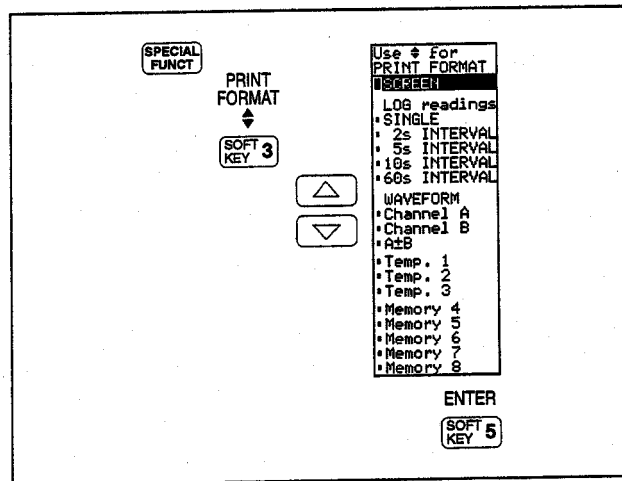 SPECIAL
FUNCT
PRINT
FORMAT
SOFT
KEY 3
Use ♦ for
PRINT FORMAT
SCREEN
LOG readings
SINGLE
2s INTERVAL
5s INTERVAL
10s INTERVAL
60s INTERVAL
WAVEFORM
Channel A
Channel B
A±B
Temp. 1
Temp. 2
Temp. 3
Memory 4
Memory 5
Memory 6
Memory 7
Memory 8
ENTER
SOFT
KEY 5